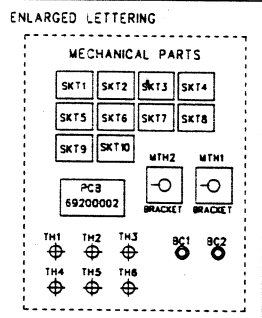 ENLARGED LETTERING
MECHANICAL PARTS
SKT1 SKT2 SKT3 SKT4
SKT5 SKT6 SKT7 SKT8
SKT9 SKT10
MTH2 MTH1
PCB
69200002
BRACKET BRACKET
TH1 TH2 TH3
BC1 BC2
TH4 TH5 TH6